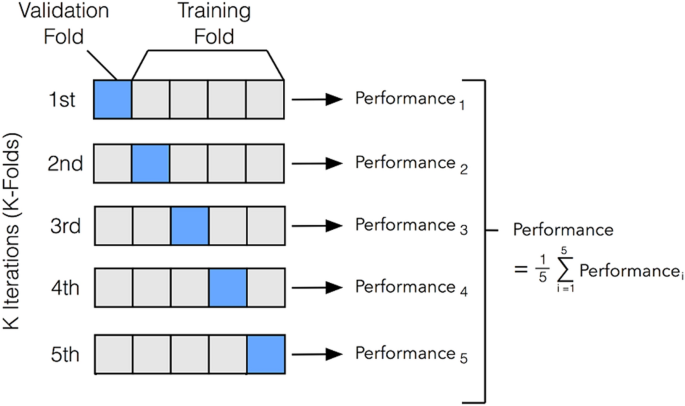 Validation
Fold
Training
Fold
K Iterations (K-Folds)
1st
Performance 1
2nd
Performance 2
3rd
Performance 3
4th
Performance 4
5th
Performance 5
Performance
= 1/5 5∑i=1 Performance i